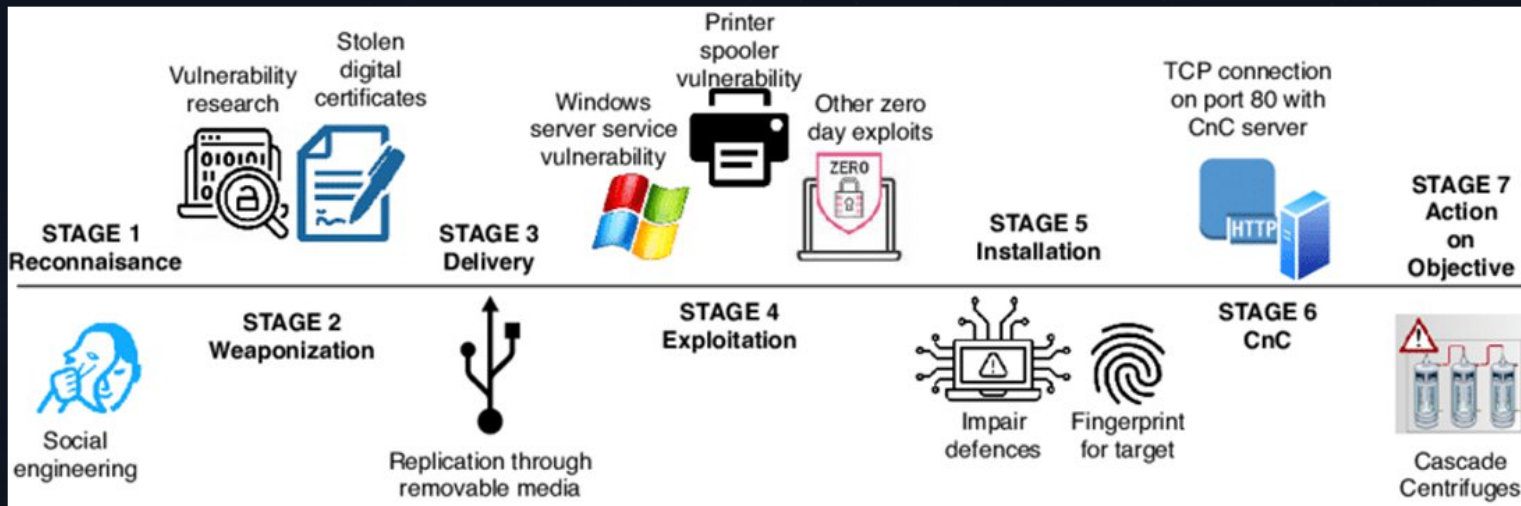 STAGE 1
Reconnaisance
Social
engineering
Vulnerability
research
Stolen
digital
certificates
STAGE 2
Weaponization
STAGE 3
Delivery
Replication through
removable media
Windows
server service
vulnerability
Printer
spooler
vulnerability
Other zero
day exploits
ZERO
STAGE 4
Exploitation
STAGE 5
Installation
Impair
defences
Fingerprint
for target
TCP connection
on port 80 with
CnC server
HTTP
STAGE 6
CnC
STAGE 7
Action
on
Objective
Cascade
Centrifuges